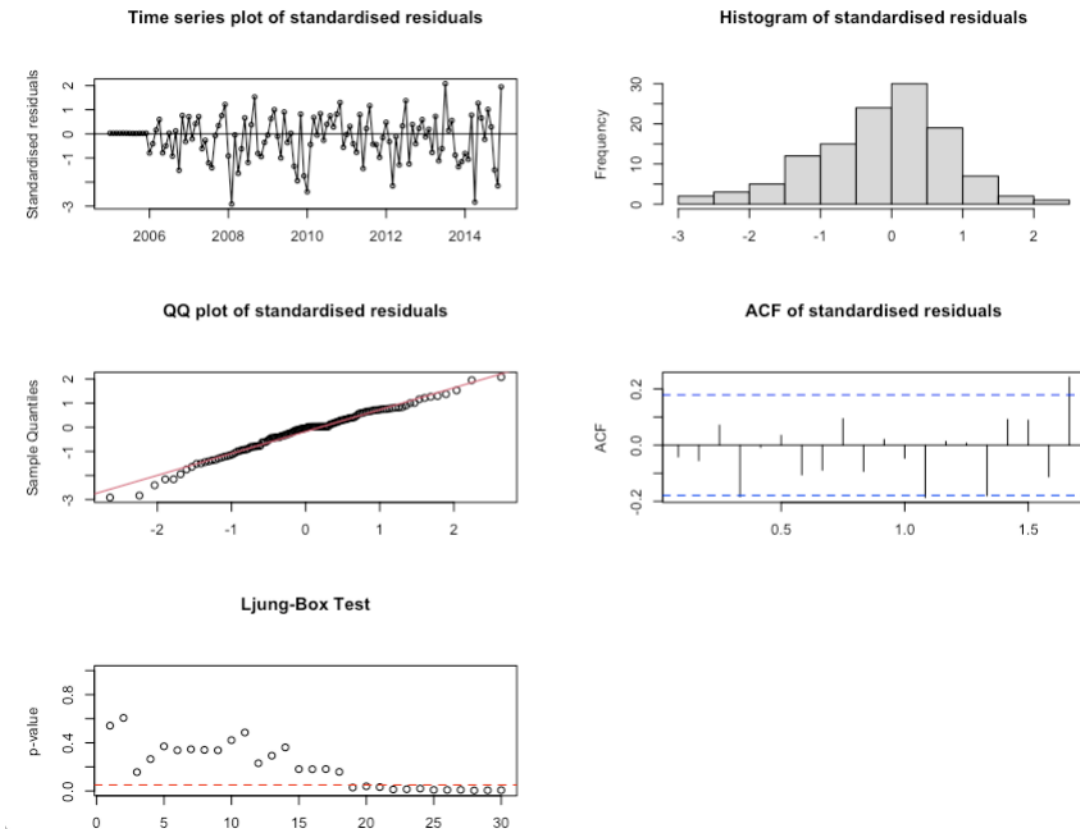 Time series plot of standardised residuals
Standardised residuals
2
1
0
-1
-3
2006 2008 2010 2012 2014
Histogram of standardised residuals
Frequency
30
20
10
0
-3 -2 -1 0 1 2
QQ plot of standardised residuals
Sample Quantiles
2
1
0
-1
-3
-2 -1 0 1 2
ACF of standardised residuals
ACF
0.2
0.0
-0.2
0.5 1.0 1.5
Ljung-Box Test
p-value
0.8
0.4
0.0
0 5 10 15 20 25 30